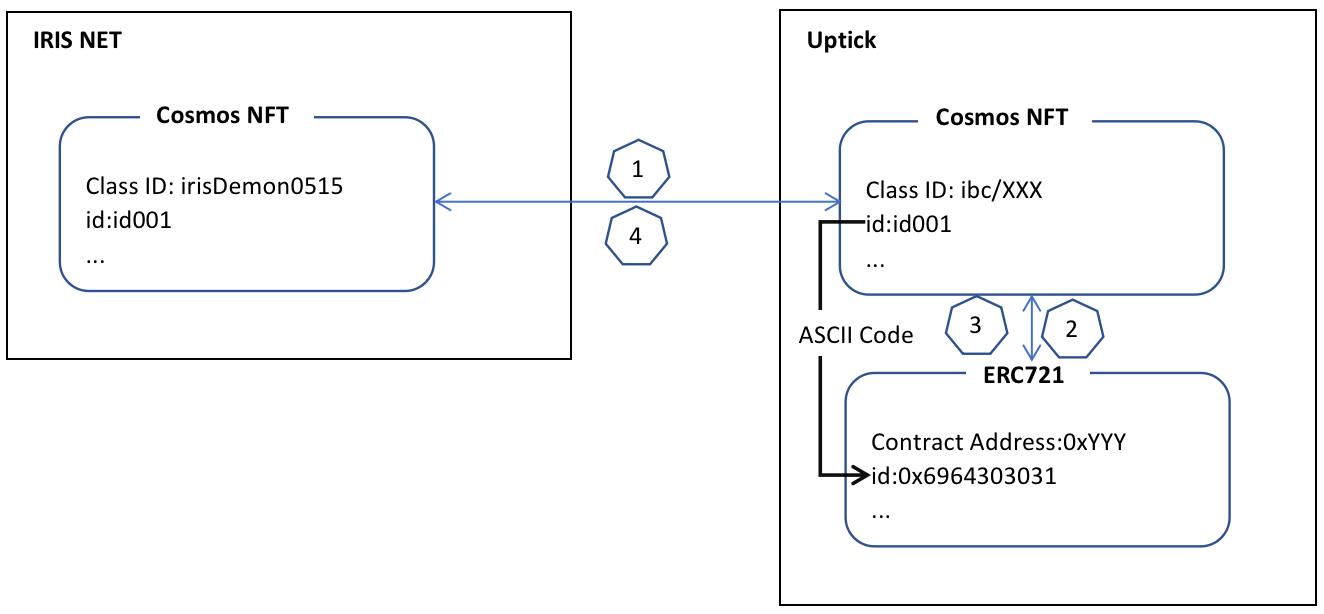 IRIS NET
Cosmos NFT
Class ID: irisDemon0515
id:id001
...
1
4
Uptick
Cosmos NFT
Class ID: ibc/XXX
id:id001
...
ASCII Code
3
2
ERC721
Contract Address:0xYYY
id:0x6964303031
...